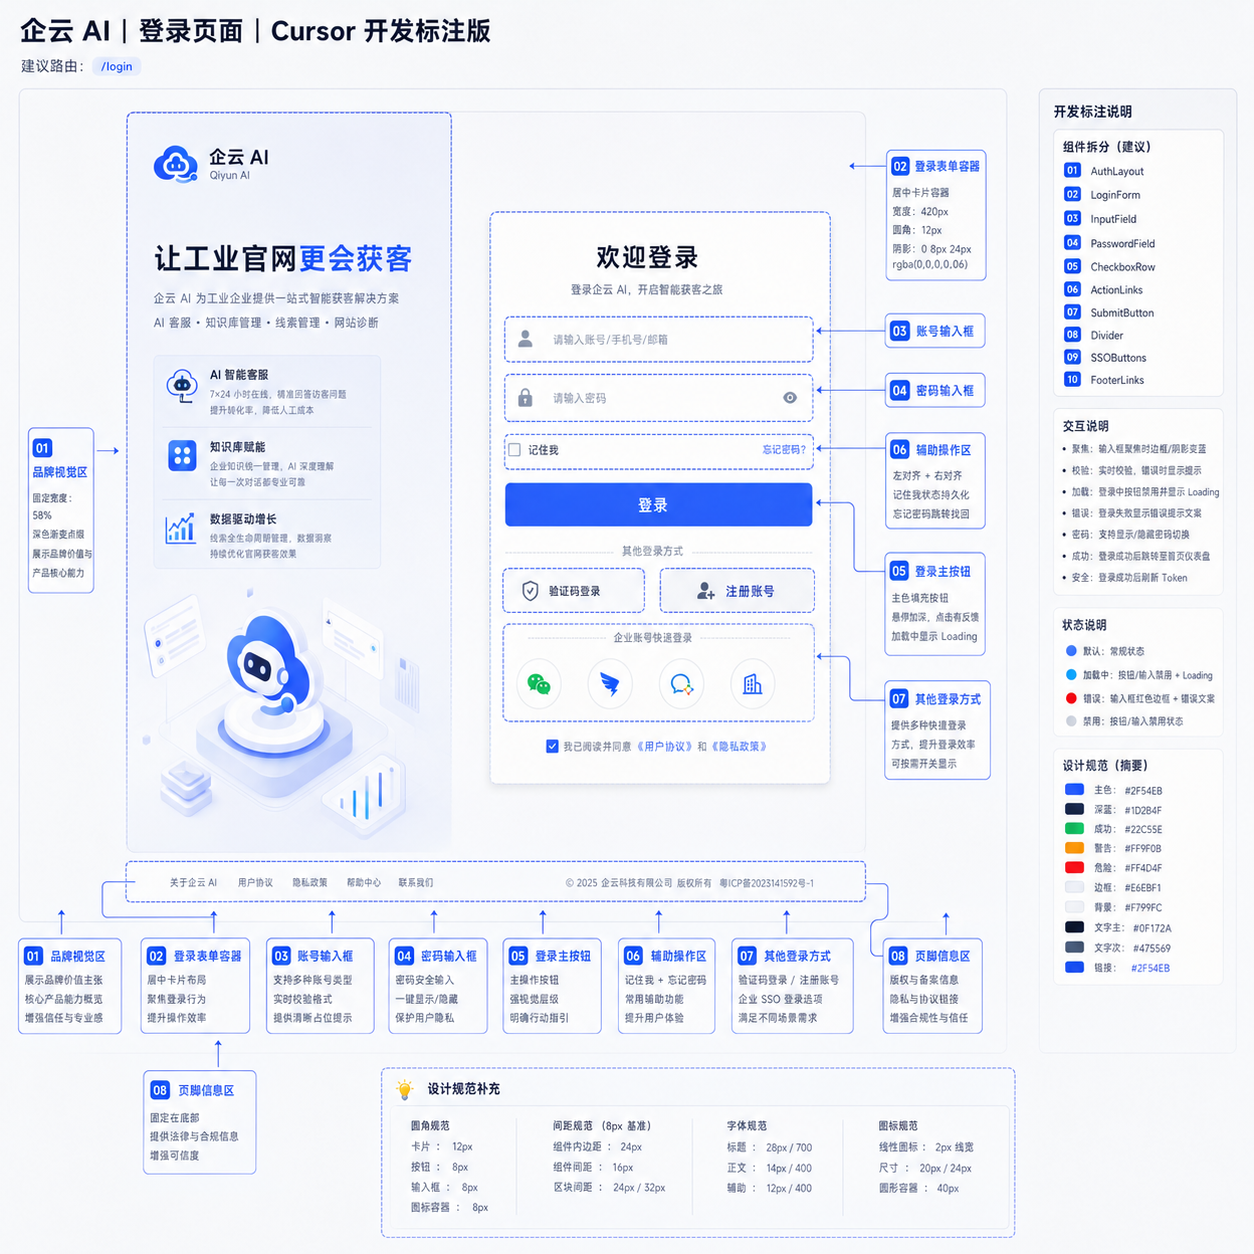 企云 AI｜登录页面｜Cursor 开发标注版
建议路由：
/login
企云 AI
Qiyun AI
让工业官网更会获客
企云 AI 为工业企业提供一站式智能获客解决方案
AI 客服 • 知识库管理 • 线索管理 • 网站诊断
AI 智能客服
7×24 小时在线，精准回答访客问题
提升转化率，降低人工成本
知识库赋能
企业知识统一管理，AI 深度理解
让每一次对话都专业可靠
数据驱动增长
线索全生命周期管理，数据洞察
持续优化官网获客效果
01
品牌视觉区
固定宽度：
58%
深色渐变点缀
展示品牌价值与
产品核心能力
欢迎登录
登录企云 AI，开启智能获客之旅
请输入账号/手机号/邮箱
请输入密码
记住我
忘记密码？
登录
其他登录方式
验证码登录
注册账号
企业账号快速登录
我已阅读并同意《用户协议》和《隐私政策》
02 登录表单容器
居中卡片容器
宽度：420px
圆角：12px
阴影：0 8px 24px
rgba(0,0,0,0.06)
03 账号输入框
04 密码输入框
06 辅助操作区
左对齐 + 右对齐
记住我状态持久化
忘记密码跳转找回
05 登录主按钮
主色填充按钮
悬停加深，点击有反馈
加载中显示 Loading
07 其他登录方式
提供多种快捷登录
方式，提升登录效率
可按需开关显示
关于企云 AI
用户协议
隐私政策
帮助中心
联系我们
© 2025 企云科技有限公司 版权所有 粤ICP备2023141592号-1
01 品牌视觉区
展示品牌价值主张
核心产品能力概览
增强信任与专业感
02 登录表单容器
居中卡片布局
聚焦登录行为
提升操作效率
03 账号输入框
支持多种账号类型
实时校验格式
提供清晰占位提示
04 密码输入框
密码安全输入
一键显示/隐藏
保护用户隐私
05 登录主按钮
主操作按钮
强视觉层级
明确行动指引
06 辅助操作区
记住我 + 忘记密码
常用辅助功能
提升用户体验
07 其他登录方式
验证码登录 / 注册账号
企业 SSO 登录选项
满足不同场景需求
08 页脚信息区
版权与备案信息
隐私与协议链接
增强合规性与信任
08 页脚信息区
固定在底部
提供法律与合规信息
增强可信度
开发标注说明
组件拆分（建议）
01 AuthLayout
02 LoginForm
03 InputField
04 PasswordField
05 CheckboxRow
06 ActionLinks
07 SubmitButton
08 Divider
09 SSOButtons
10 FooterLinks
交互说明
• 聚焦：输入框聚焦时边框/阴影变蓝
• 校验：实时校验，错误时显示提示
• 加载：登录中按钮禁用并显示 Loading
• 错误：登录失败显示错误提示文案
• 密码：支持显示/隐藏密码切换
• 成功：登录成功后跳转至首页仪表盘
• 安全：登录成功后刷新 Token
状态说明
默认：常规状态
加载中：按钮/输入禁用 + Loading
错误：输入框红色边框 + 错误文案
禁用：按钮/输入禁用状态
设计规范（摘要）
主色：#2F54EB
深蓝：#1D2B4F
成功：#22C55E
警告：#FF9F0B
危险：#FF4D4F
边框：#E6EBF1
背景：#F799FC
文字主：#0F172A
文字次：#475569
链接：#2F54EB
设计规范补充
圆角规范
卡片： 12px
按钮： 8px
输入框： 8px
图标容器： 8px
间距规范（8px 基准）
组件内边距： 24px
组件间距： 16px
区块间距： 24px / 32px
字体规范
标题： 28px / 700
正文： 14px / 400
辅助： 12px / 400
图标规范
线性图标： 2px 线宽
尺寸： 20px / 24px
圆形容器： 40px